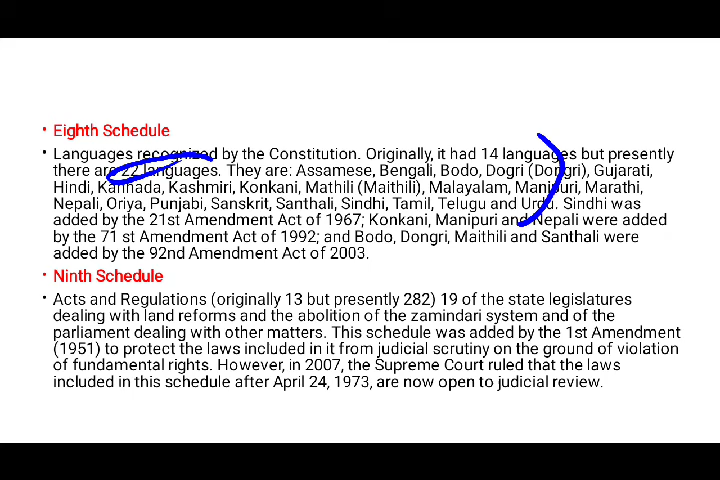 • Eighth Schedule
• Languages recognized by the Constitution. Originally, it had 14 languages but presently
there are 22 languages. They are: Assamese, Bengali, Bodo, Dogri (Dongri), Gujarati,
Hindi, Kannada, Kashmiri, Konkani, Mathili (Maithili), Malayalam, Manipuri, Marathi,
Nepali, Oriya, Punjabi, Sanskrit, Santhali, Sindhi, Tamil, Telugu and Urdu. Sindhi was
added by the 21st Amendment Act of 1967; Konkani, Manipuri and Nepali were added
by the 71 st Amendment Act of 1992; and Bodo, Dongri, Maithili and Santhali were
added by the 92nd Amendment Act of 2003.
• Ninth Schedule
• Acts and Regulations (originally 13 but presently 282) 19 of the state legislatures
dealing with land reforms and the abolition of the zamindari system and of the
parliament dealing with other matters. This schedule was added by the 1st Amendment
(1951) to protect the laws included in it from judicial scrutiny on the ground of violation
of fundamental rights. However, in 2007, the Supreme Court ruled that the laws
included in this schedule after April 24, 1973, are now open to judicial review.